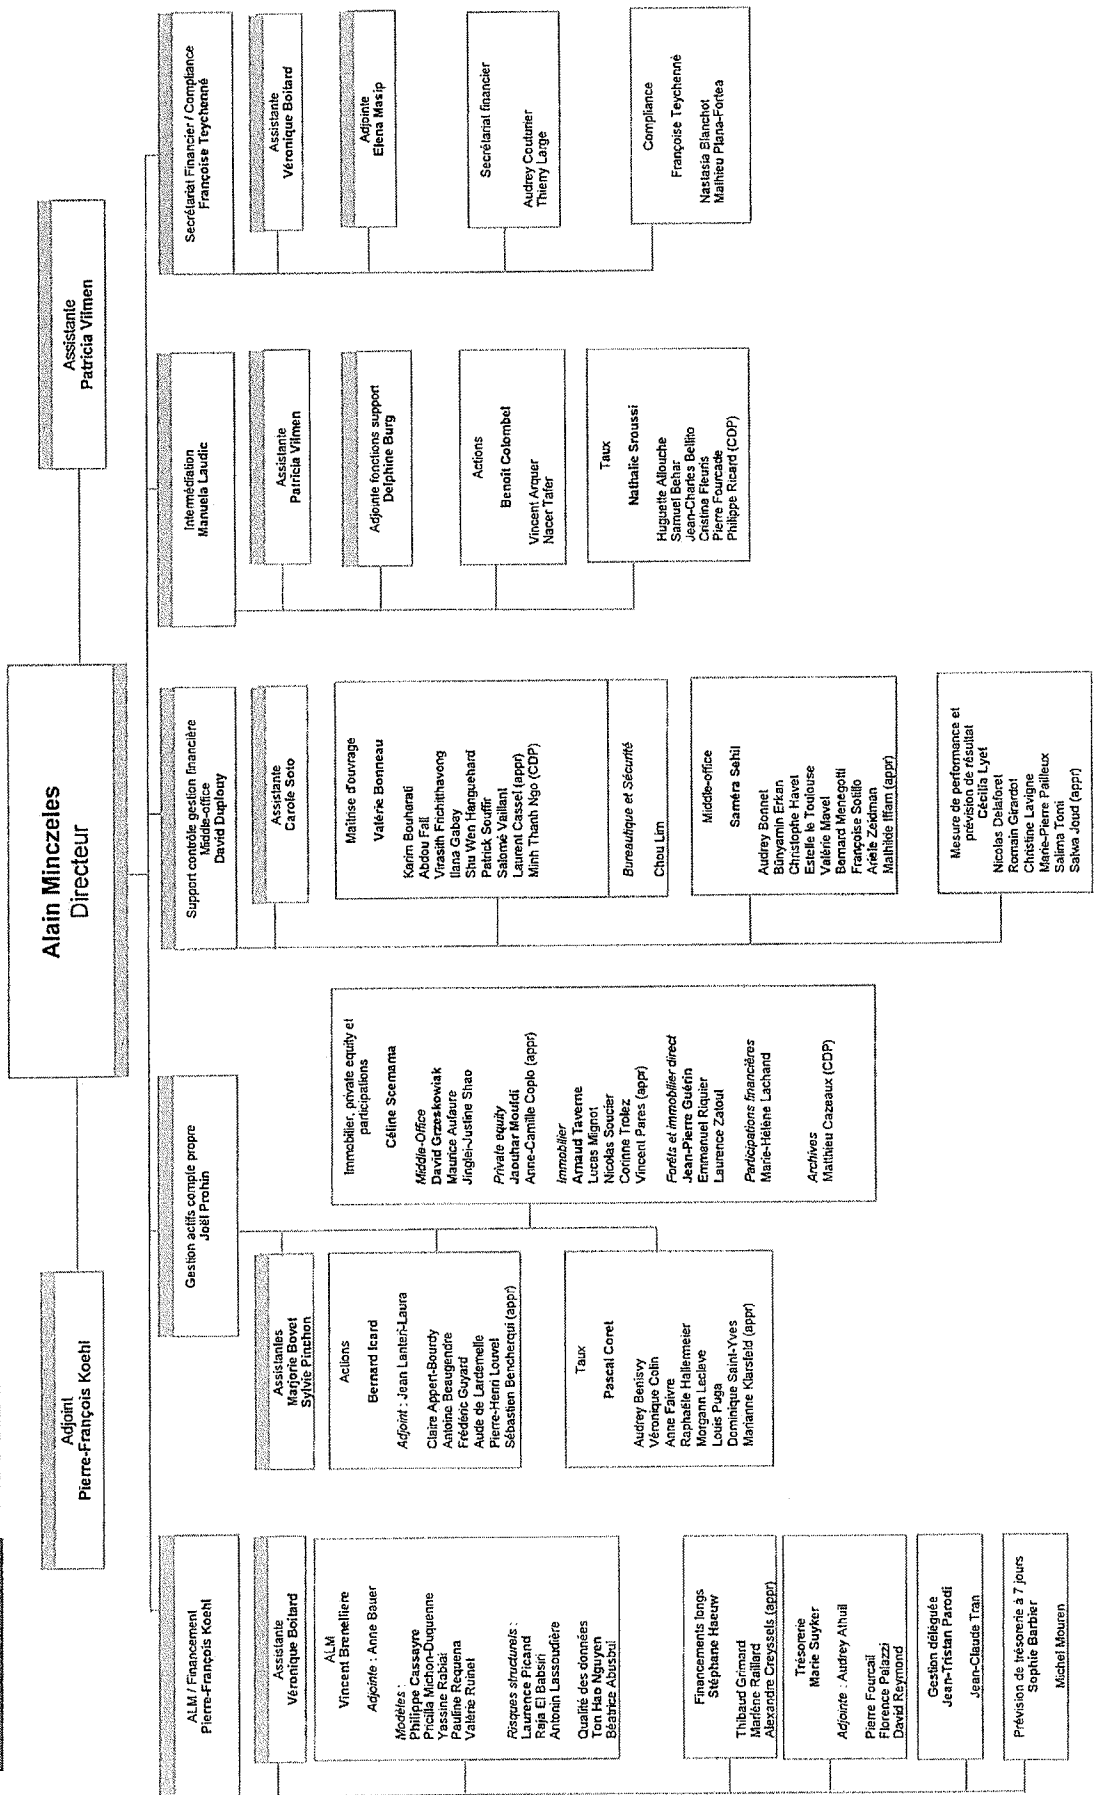 Alain Minczeles
Directeur
Adjoint
Pierre-François Koehl
Assistante
Patricia Vilmen
ALM / Financement
Pierre-François Koehl
Assistante
Véronique Boitard
ALM
Vincent Brenelliere
Adjointe : Anne Bauer
Modèles :
Philippe Cassayre
Pricilla Michon-Duquenne
Yassine Rabiai
Pauline Requena
Valérie Ruinet
Risques structurels :
Laurence Picand
Raja El Babsiri
Antonin Lassoudière
Qualité des données
Ton Hao Nguyen
Béatrice Abusbul
Financements longs
Stéphane Haeuw
Thibaud Grimard
Marlène Raillard
Alexandre Creyssels (appr)
Trésorerie
Marie Suyker
Adjointe : Audrey Athuil
Pierre Fourcail
Florence Palazzi
David Reymond
Gestion déléguée
Jean-Tristan Parodi
Jean-Claude Tran
Prévision de trésorerie à 7 jours
Sophie Barbier
Michel Mouren
Gestion actifs compte propre
Joël Prohin
Assistantes
Marjorie Bovet
Sylvie Pinchon
Actions
Bernard Icard
Adjoint : Jean Lanteri-Laura
Claire Appert-Bourdy
Antoine Beaugendre
Frédéric Guyard
Aude de Lardemelle
Pierre-Henri Louvel
Sébastien Bencherqui (appr)
Taux
Pascal Coret
Audrey Benisvy
Véronique Colin
Anne Faivre
Raphaële Hallermeier
Morgann Lecleve
Louis Puga
Dominique Saint-Yves
Marianne Klarsfeld (appr)
Immobilier, private equity et
participations
Céline Scemama
Middle-Office
David Grzeskowiak
Maurice Aufaure
Jinglei-Justine Shao
Private equity
Jaouhar Moufdi
Anne-Camille Coplo (appr)
Immobilier
Arnaud Taverne
Lucas Mignot
Nicolas Soucier
Corinne Trolez
Vincent Pares (appr)
Forêts et immobilier direct
Jean-Pierre Guérin
Emmanuel Riquier
Laurence Zatoul
Participations financières
Marie-Hélène Lachand
Archives
Matthieu Cazeaux (CDP)
Support contrôle gestion financière
Middle-office
David Duplouy
Assistante
Carole Soto
Maîtrise d'ouvrage
Valérie Bonneau
Karim Bouharati
Abdou Fall
Virasith Frichitthavong
Ilana Gabay
Shu Wen Hanguehard
Patrick Souffir
Salomé Vaillant
Laurent Cassel (appr)
Minh Thanh Ngo (CDP)
Bureautique et Sécurité
Chou Lim
Middle-office
Saméra Sehil
Audrey Bonnet
Bünyamin Erkan
Christophe Havel
Estelle le Toulouse
Valérie Mavel
Bernard Menegotti
Françoise Sotillo
Arielle Zeidman
Mathilde Iffam (appr)
Mesure de performance et
prévision de résultat
Cécilia Lyet
Nicolas Delaforet
Romain Girardot
Christine Lavigne
Marie-Pierre Pailleux
Salima Toni
Salwa Joud (appr)
Intermédiation
Manuela Laudic
Assistante
Patricia Vilmen
Adjointe fonctions support
Delphine Burg
Actions
Benoît Colombel
Vincent Arquer
Nacer Tafer
Taux
Nathalie Sroussi
Huguette Allouche
Samuel Behar
Jean-Charles Bellito
Cristina Fleuris
Pierre Fourcade
Philippe Ricard (CDP)
Secrétariat Financier / Compliance
Françoise Teychenné
Assistante
Véronique Boitard
Adjointe
Elena Masip
Secrétariat financier
Audrey Couturier
Thierry Large
Compliance
Françoise Teychenné
Nastasia Blanchot
Mathieu Plana-Fortea